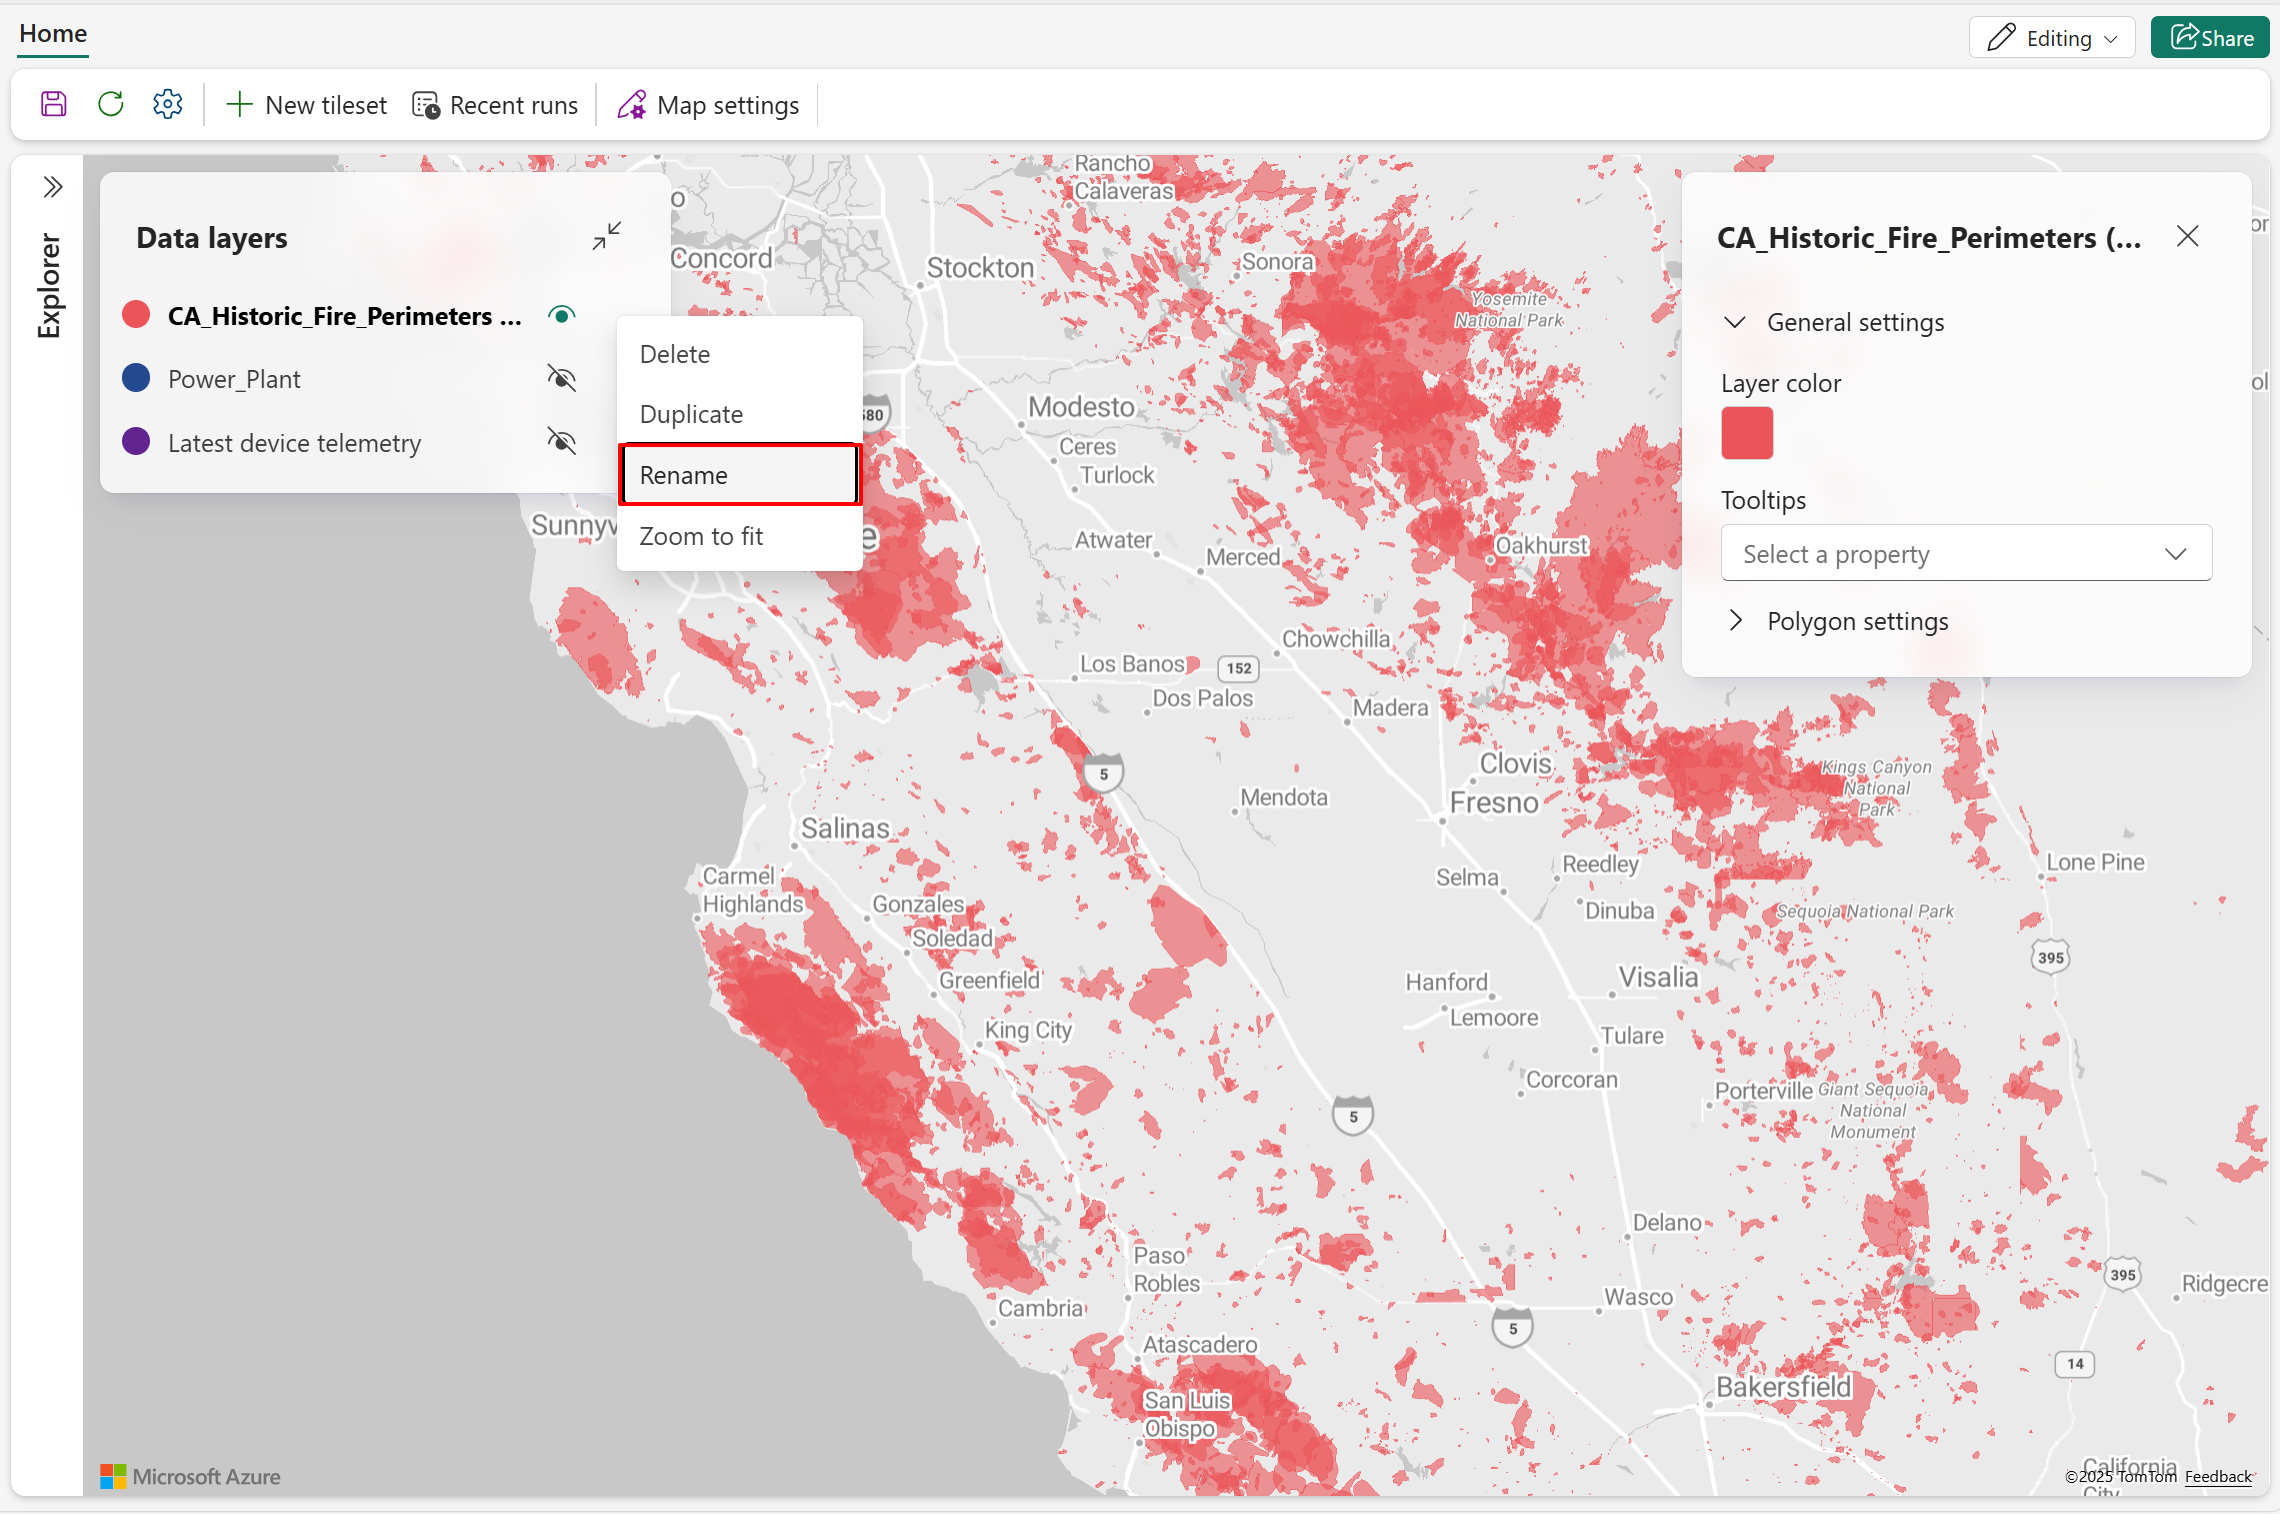 Home
Editing
Share
New tileset
Recent runs
Map settings
Explorer
Data layers
CA_Historic_Fire_Perimeters ...
Power_Plant
Latest device telemetry
Delete
Duplicate
Rename
Zoom to fit
CA_Historic_Fire_Perimeters (...
General settings
Layer color
Tooltips
Select a property
Polygon settings
Rancho
Calaveras
Concord
Stockton
Sonora
Yosemite
National Park
580
Modesto
Ceres
Turlock
Sunnyv
Atwater
Merced
Oakhurst
Chowchilla
Los Banos
152
Dos Palos
Madera
5
Clovis
Mendota
Fresno
Kings Canyon
National
Park
Salinas
Carmel
Highlands
Gonzales
Selma
Reedley
Lone Pine
Dinuba
Sequoia National Park
Soledad
395
Greenfield
Hanford
Visalia
King City
Lemoore
Tulare
Corcoran
Porterville
Giant Sequoia
National
Monument
5
Delano
Paso
Robles
395
Ridgecre
Cambria
Wasco
5
Atascadero
14
Bakersfield
San Luis
Obispo
California
City
Microsoft Azure
©2025 TomTom Feedback